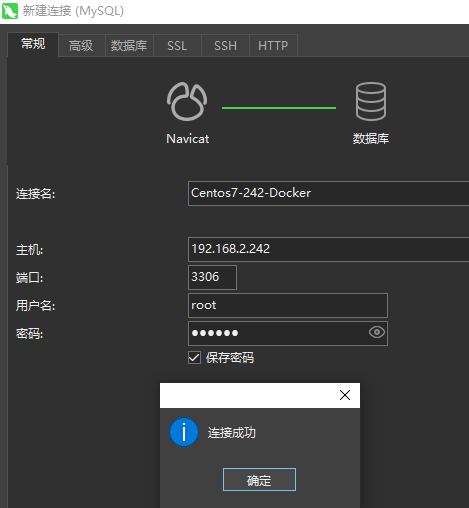 新建连接 (MySQL)
常规 高级 数据库 SSL SSH HTTP
Navicat 数据库
连接名: Centos7-242-Docker
主机: 192.168.2.242
端口: 3306
用户名: root
密码: ●●●●●●
保存密码
连接成功
确定